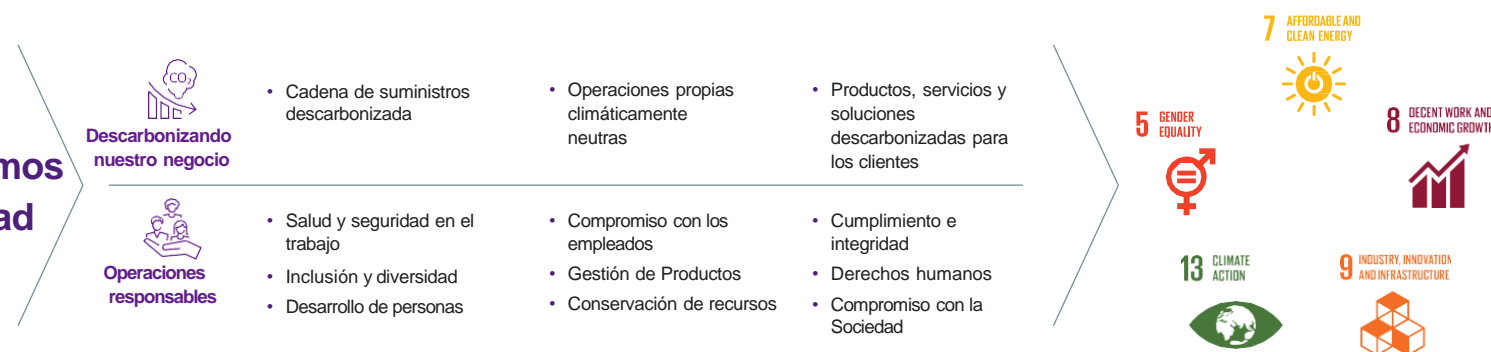 mos
ad
CO2
Descarbonizando
nuestro negocio
• Cadena de suministros
descarbonizada
• Operaciones propias
climáticamente
neutras
• Productos, servicios y
soluciones
descarbonizadas para
los clientes
Operaciones
responsables
• Salud y seguridad en el
trabajo
• Inclusión y diversidad
• Desarrollo de personas
• Compromiso con los
empleados
• Gestión de Productos
• Conservación de recursos
• Cumplimiento e
integridad
• Derechos humanos
• Compromiso con la
Sociedad
7 AFFORDABLE AND
CLEAN ENERGY
5 GENDER
EQUALITY
8 DECENT WORK AND
ECONOMIC GROWTH
13 CLIMATE
ACTION
9 INDUSTRY, INNOVATION
AND INFRASTRUCTURE